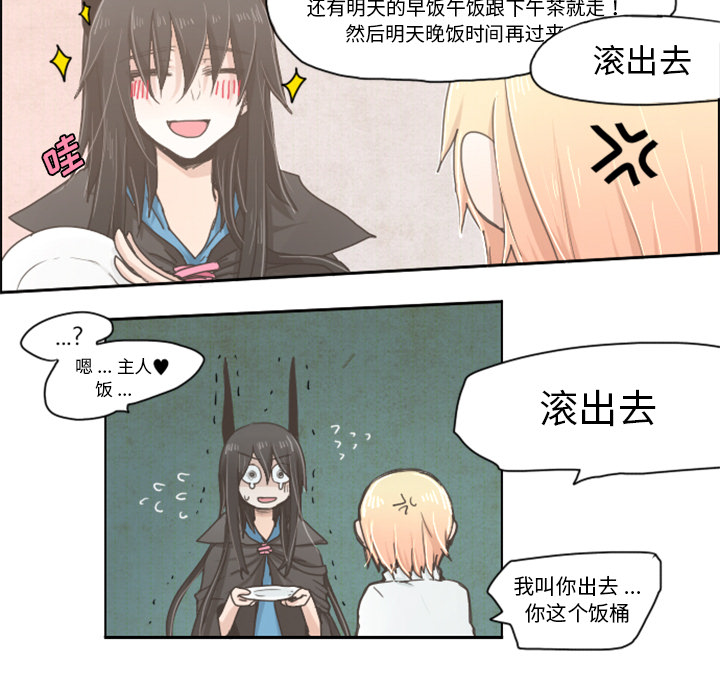 还有明天的早饭午饭跟下午茶就走！
然后明天晚饭时间再过来
滚出去
哇
...?
嗯 ... 主人♥
饭 ...
滚出去
我叫你出去 ...
你这个饭桶